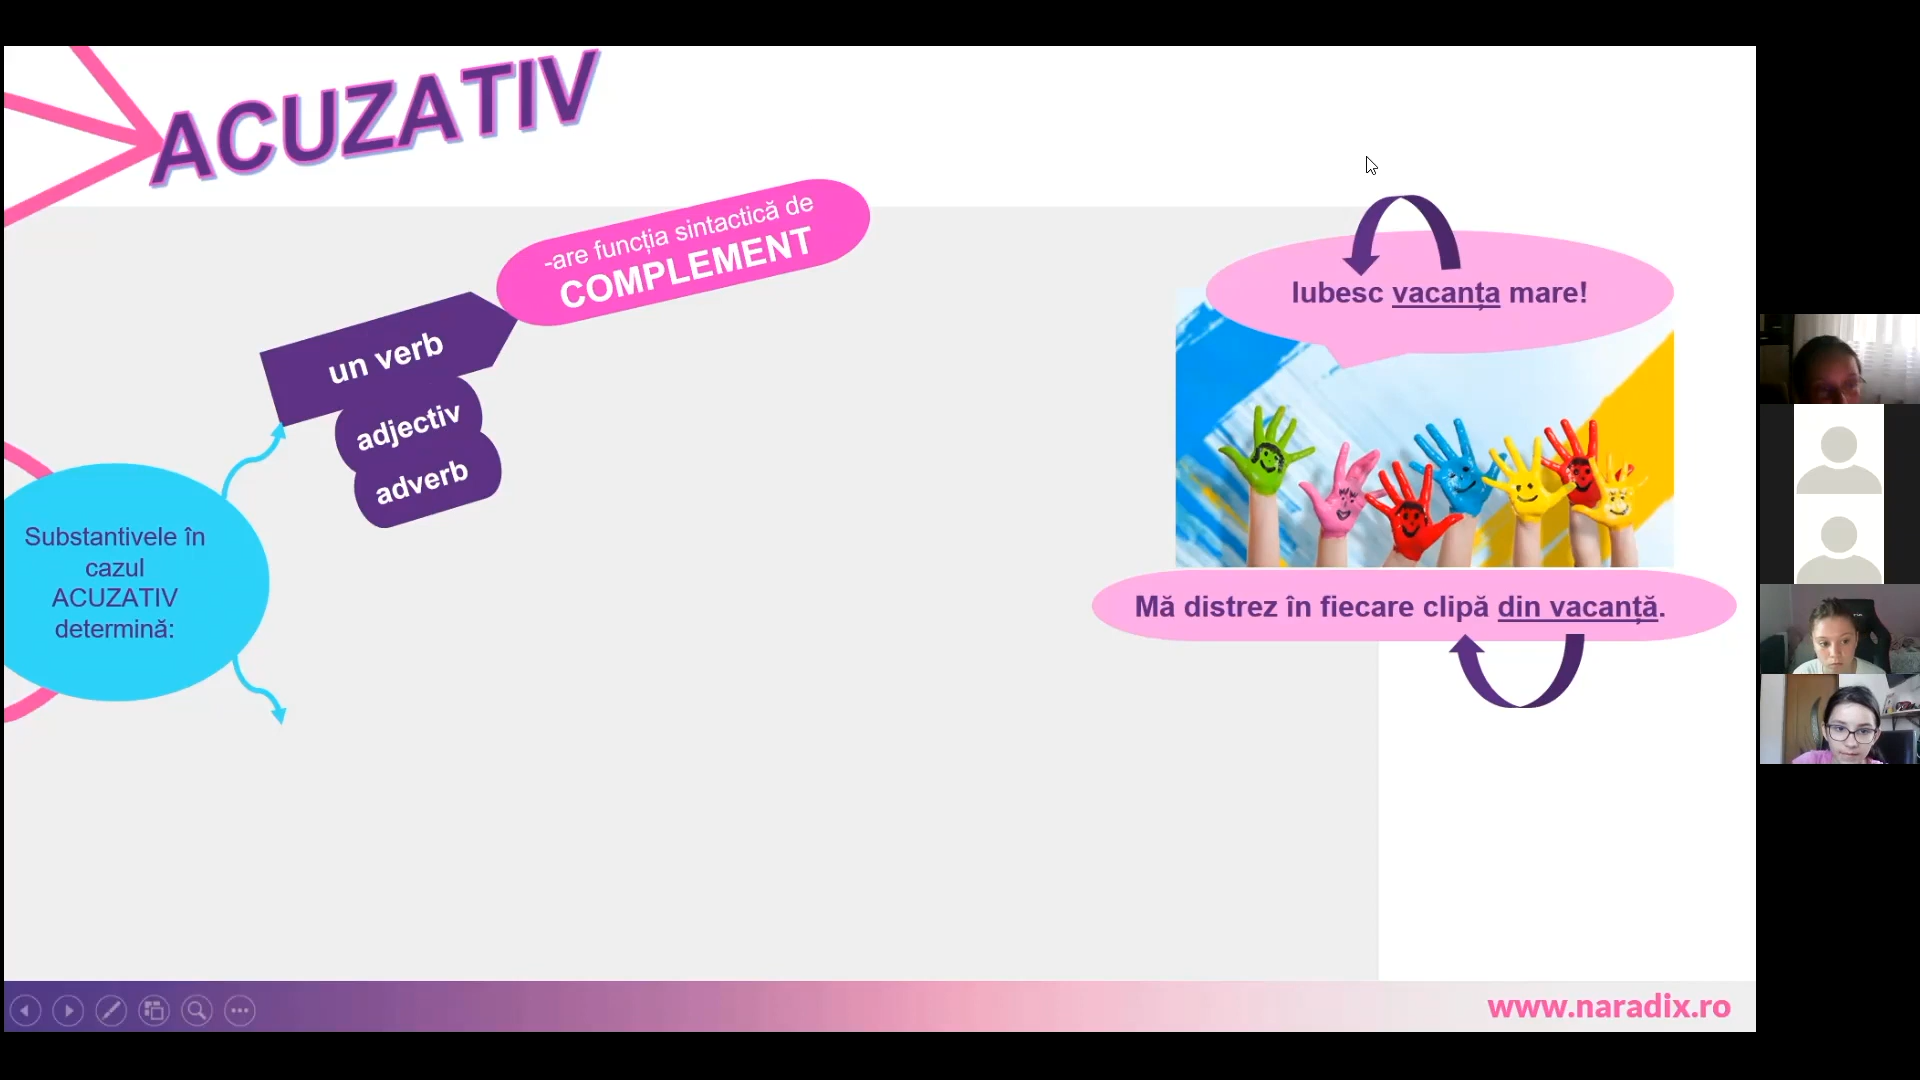 ACUZATIV
-are funcția sintactică de
COMPLEMENT
un verb
adjectiv
adverb
Substantivele în
cazul
ACUZATIV
determină:
Iubesc vacanța mare!
Mă distrez în fiecare clipă din vacanță.
www.naradix.ro